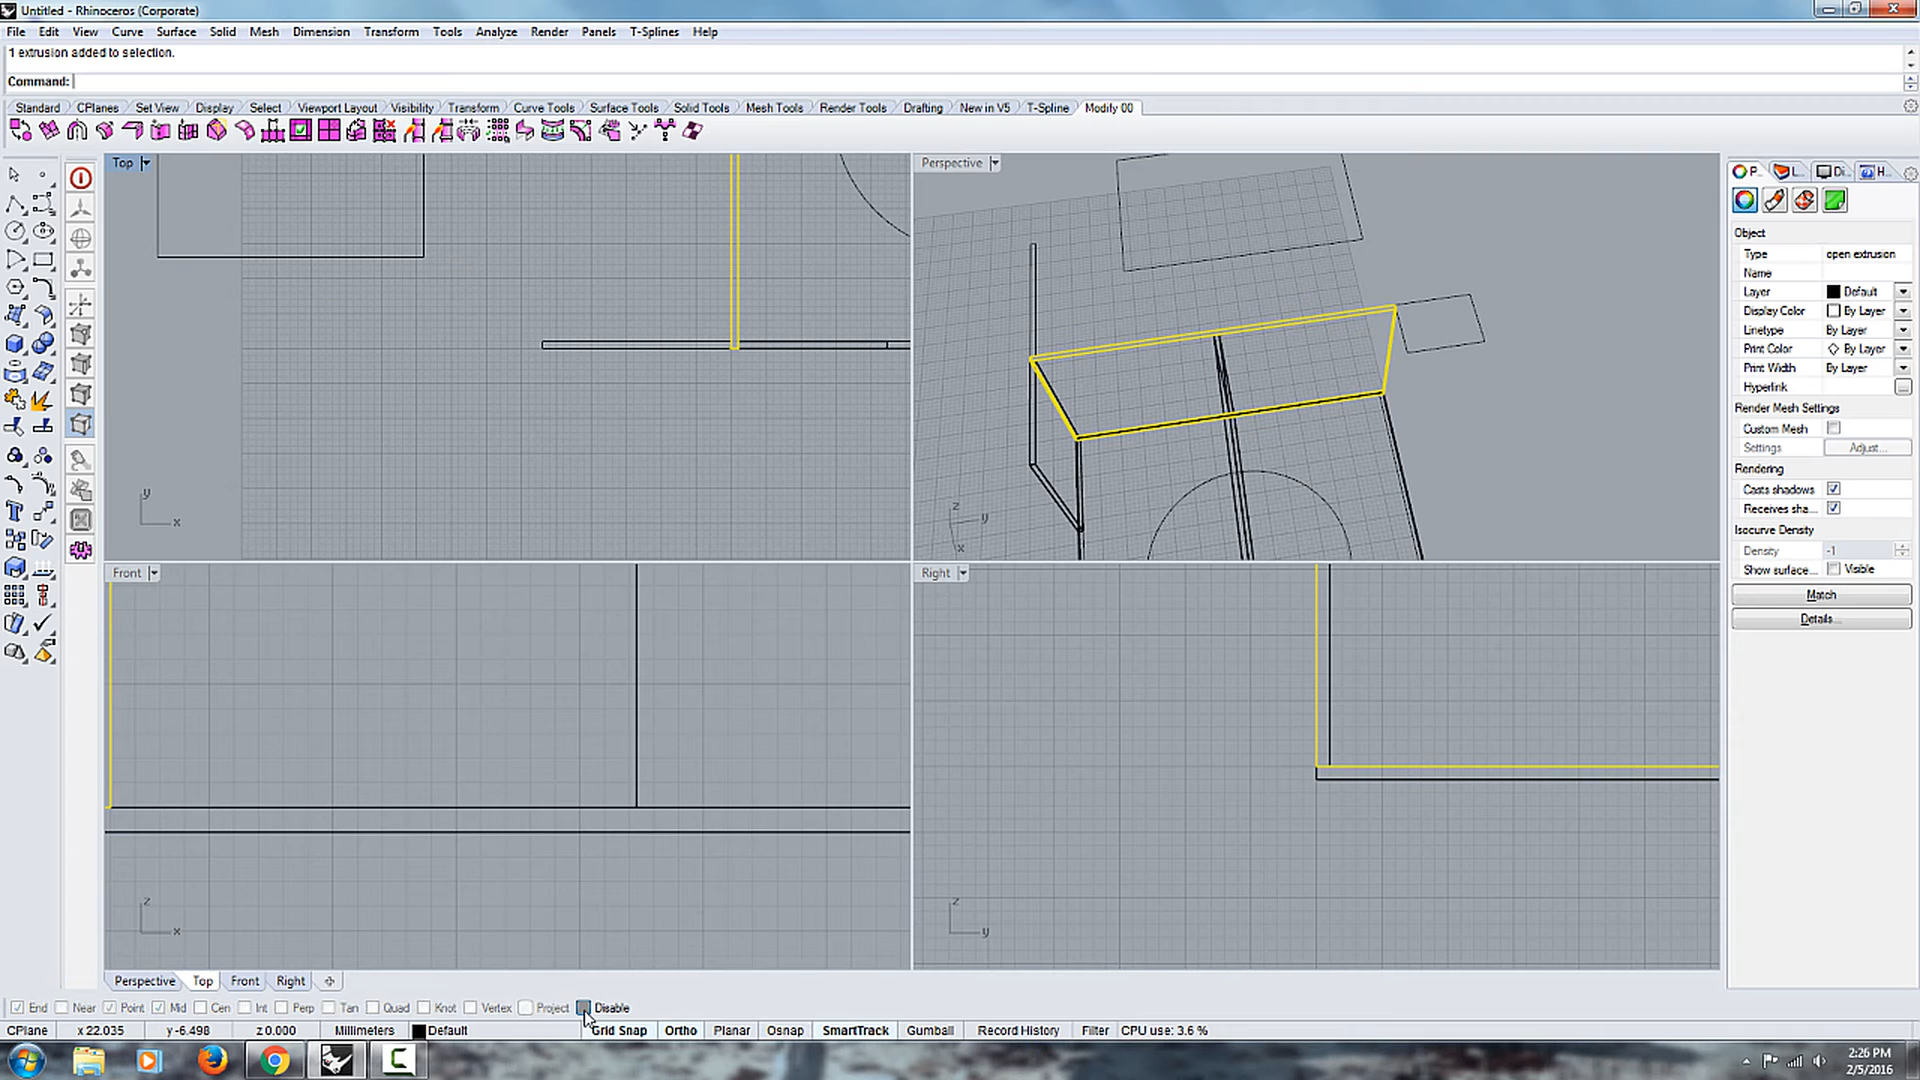 Untitled - Rhinoceros (Corporate)
File Edit View Curve Surface Solid Mesh Dimension Transform Tools Analyze Render Panels T-Splines Help
1 extrusion added to selection.
Command:
Standard CPlanes Set View Display Select Viewport Layout Visibility Transform Curve Tools Surface Tools Solid Tools Mesh Tools Render Tools Drafting New in V5 T-Spline Modify 00
Top
Perspective
P.. L... Di.. H...
Object
Type open extrusion
Name
Layer Default
Display Color By Layer
Linetype By Layer
Print Color By Layer
Print Width By Layer
Hyperlink ...
Render Mesh Settings
Custom Mesh
Settings Adjust...
Rendering
Casts shadows
Receives sha...
Isocurve Density
Density -1
Show surface... Visible
Match
Details...
y
x
z
y
x
Front
Right
z
x
z
y
Perspective Top Front Right
End Near Point Mid Cen Int Perp Tan Quad Knot Vertex Project Disable
CPlane x 22.035 y -6.498 z 0.000 Millimeters Default Grid Snap Ortho Planar Osnap SmartTrack Gumball Record History Filter CPU use: 3.6 %
2:26 PM
2/5/2016